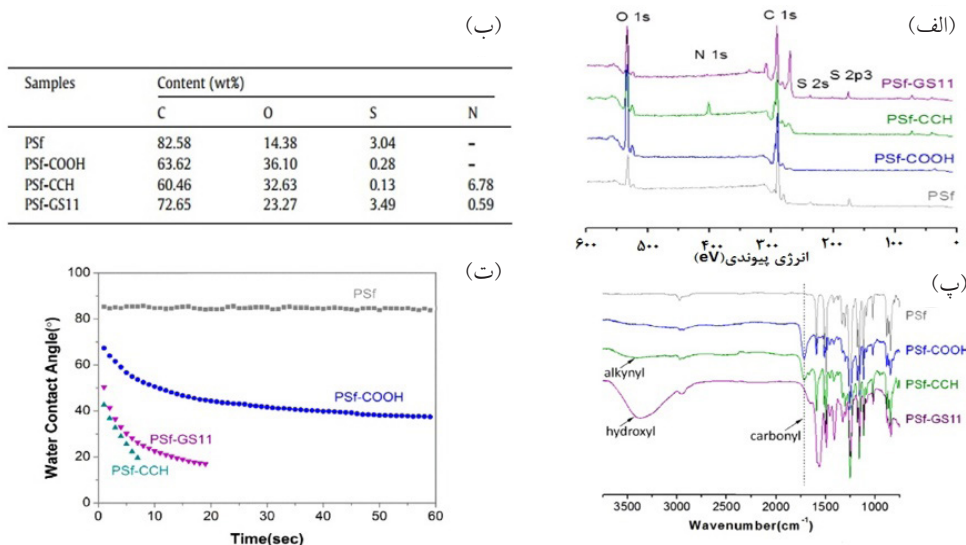 (الف)
O 1s
C 1s
N 1s
S 2s
S 2p3
PSf-GS11
PSf-CCH
PSf-COOH
PSf
۶۰۰ ۵۰۰ ۴۰۰ ۳۰۰ ۲۰۰ ۱۰۰ ۰
انرژی پیوندی(eV)
(ب)
Samples Content (wt%)
C O S N
PSf 82.58 14.38 3.04 –
PSf-COOH 63.62 36.10 0.28 –
PSf-CCH 60.46 32.63 0.13 6.78
PSf-GS11 72.65 23.27 3.49 0.59
(پ)
PSf
PSf-COOH
alkynyl
PSf-CCH
hydroxyl
carbonyl
PSf-GS11
3500 3000 2500 2000 1500 1000
Wavenumber(cm⁻¹)
(ت)
Water Contact Angle(°)
100
80
60
40
20
0
PSf
PSf-COOH
PSf-GS11
PSf-CCH
0 10 20 30 40 50 60
Time(sec)